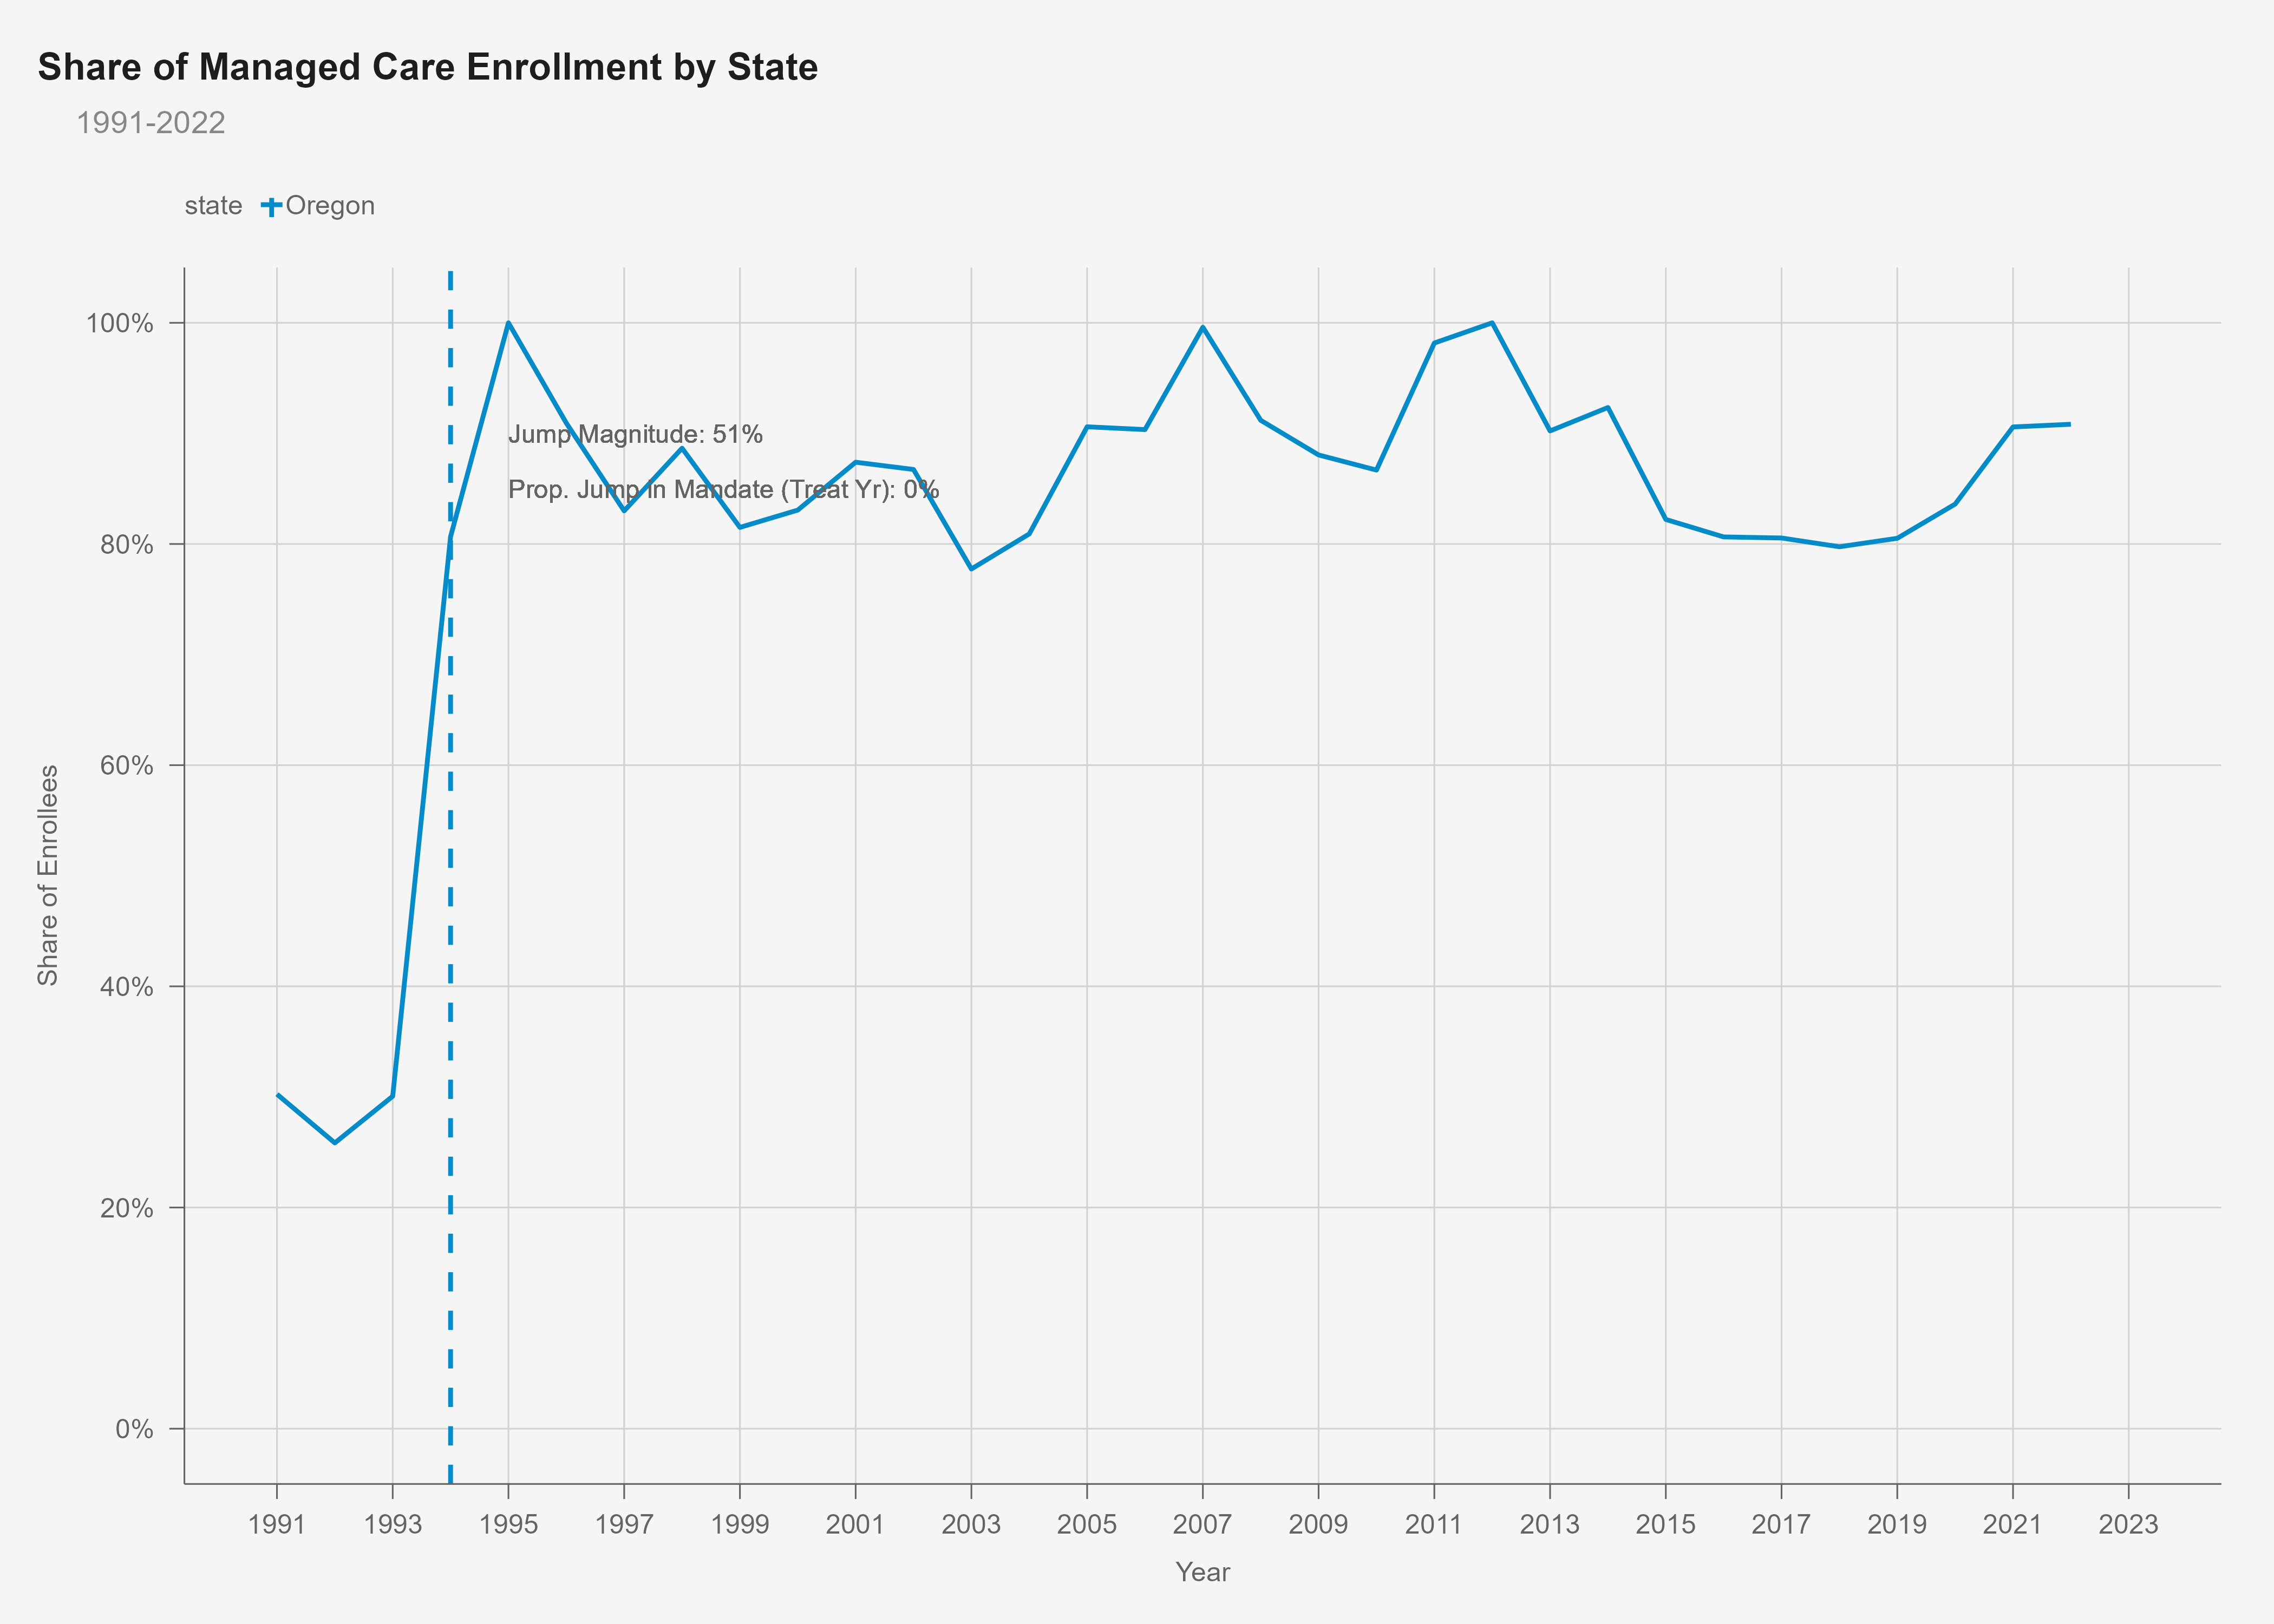 Share of Managed Care Enrollment by State
1991-2022
state Oregon
100%
80%
60%
40%
20%
0%
Share of Enrollees
Jump Magnitude: 51%
Prop. Jump in Mandate (Treat Yr): 0%
1991 1993 1995 1997 1999 2001 2003 2005 2007 2009 2011 2013 2015 2017 2019 2021 2023
Year